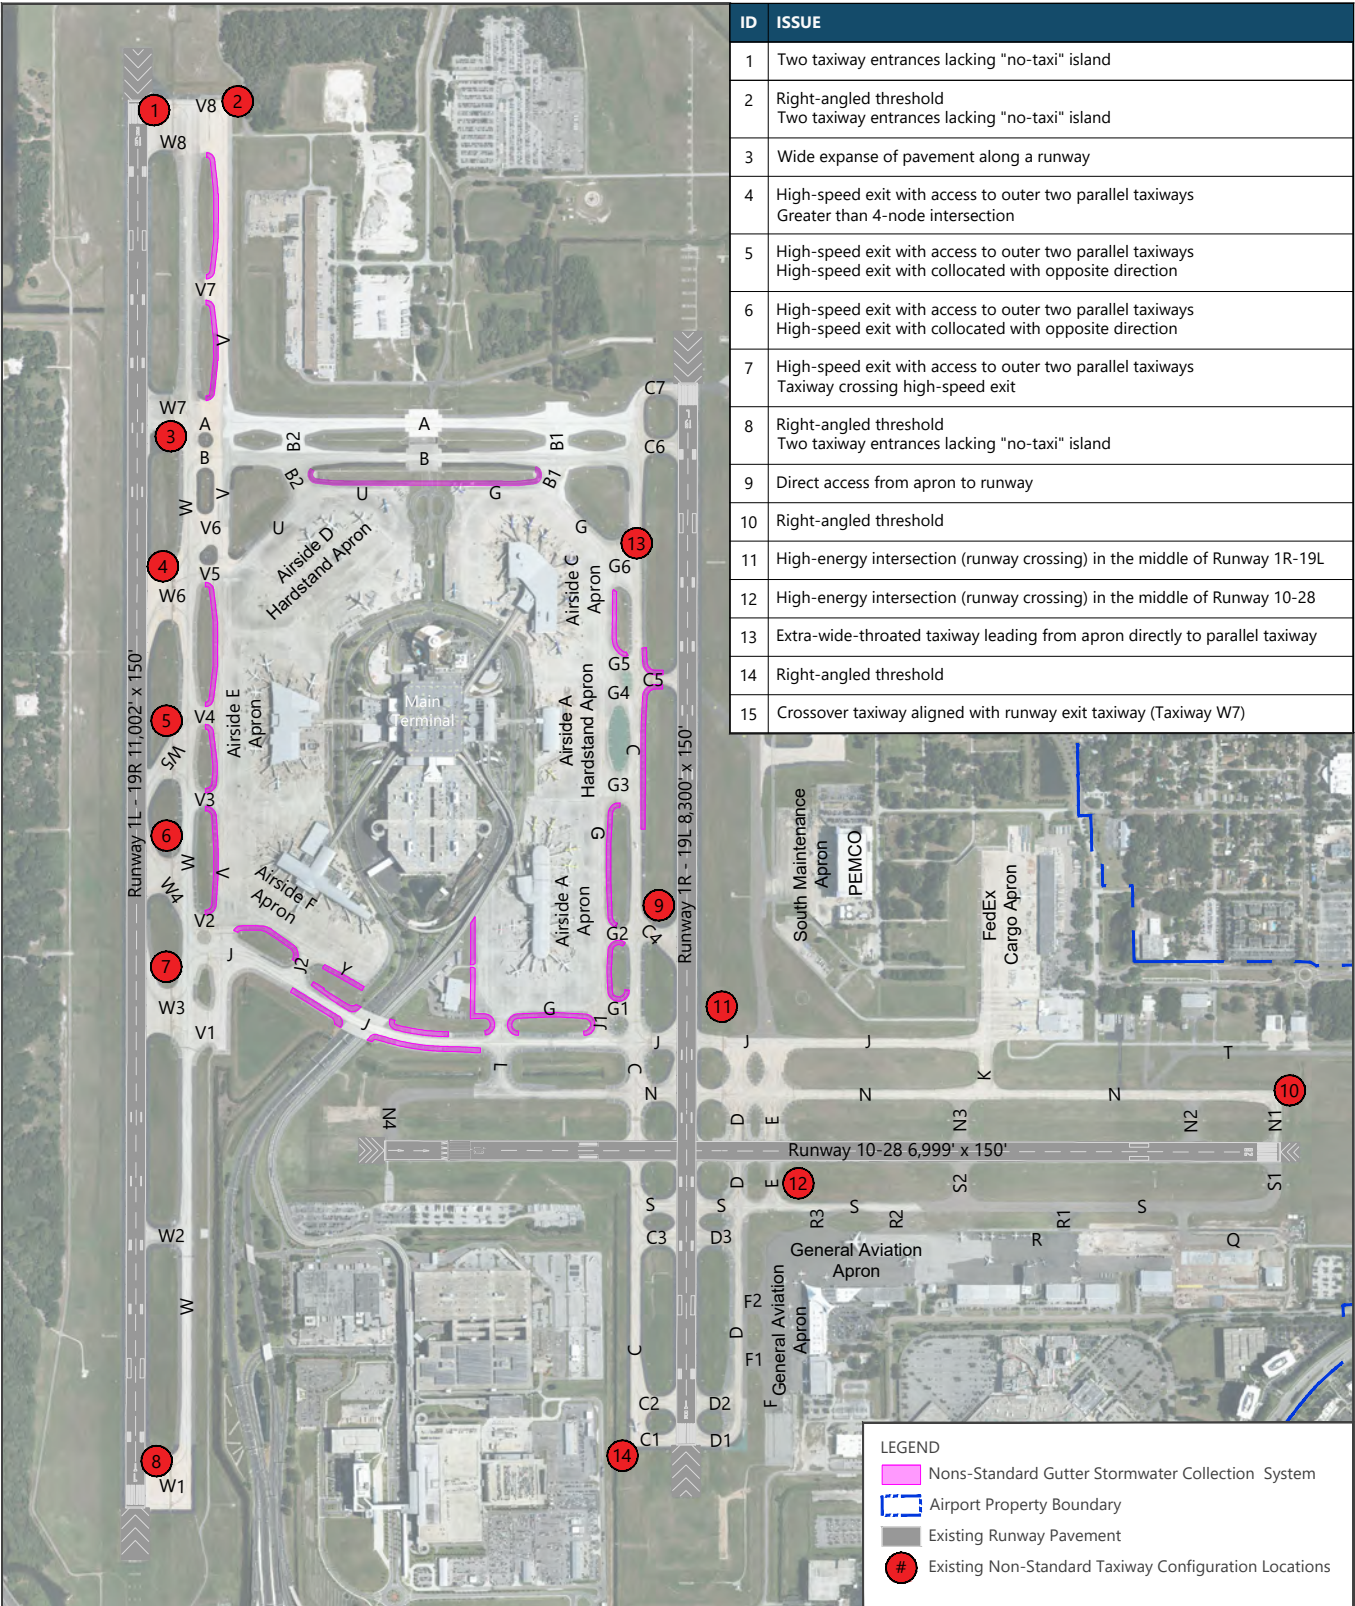 ID ISSUE
1 Two taxiway entrances lacking "no-taxi" island
2 Right-angled threshold
Two taxiway entrances lacking "no-taxi" island
3 Wide expanse of pavement along a runway
4 High-speed exit with access to outer two parallel taxiways
Greater than 4-node intersection
5 High-speed exit with access to outer two parallel taxiways
High-speed exit with collocated with opposite direction
6 High-speed exit with access to outer two parallel taxiways
High-speed exit with collocated with opposite direction
7 High-speed exit with access to outer two parallel taxiways
Taxiway crossing high-speed exit
8 Right-angled threshold
Two taxiway entrances lacking "no-taxi" island
9 Direct access from apron to runway
10 Right-angled threshold
11 High-energy intersection (runway crossing) in the middle of Runway 1R-19L
12 High-energy intersection (runway crossing) in the middle of Runway 10-28
13 Extra-wide-throated taxiway leading from apron directly to parallel taxiway
14 Right-angled threshold
15 Crossover taxiway aligned with runway exit taxiway (Taxiway W7)
1
V8
2
W8
V7
V
C7
W7
A
A
3
B2
B1
C6
B
B
B2
B1
U
G
W
V
V6
U
G
13
Airside D
Hardstand Apron
4
V5
G6
Airside C
Apron
W6
G5
C5
Runway 1L - 19R 11,002' x 150'
Airside E
Apron
Main
Terminal
G4
5
V4
W5
Airside A
Hardstand Apron
C
Runway 1R - 19L 8,300' x 150'
G3
V3
6
G
W
V
W4
Airside F
Apron
South Maintenance
Apron
PEMCO
FedEx
Cargo Apron
Airside A
Apron
9
V2
G2
C4
J
J2
Y
7
W3
G
G1
J1
11
V1
J
J
J
J
T
L
C
K
N
N
N
10
N4
D
E
N3
N2
N1
Runway 10-28 6,999' x 150'
D
E
12
S2
S1
S
S
S
S
R3
R2
R1
W2
C3
D3
R
Q
General Aviation
Apron
W
F2
General Aviation
Apron
D
C
F1
F
C2
D2
C1
D1
14
8
W1
LEGEND
Nons-Standard Gutter Stormwater Collection System
Airport Property Boundary
Existing Runway Pavement
# Existing Non-Standard Taxiway Configuration Locations